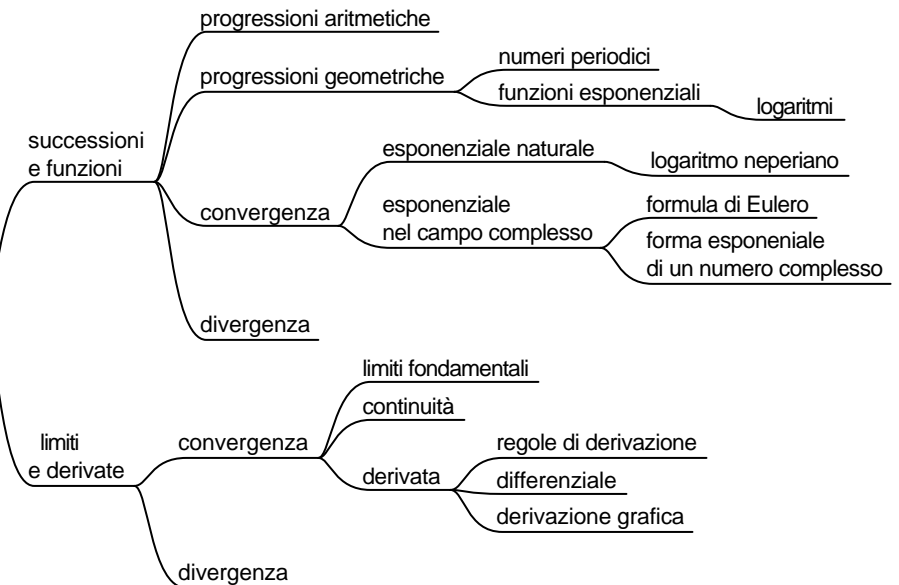 progressioni aritmetiche
progressioni geometriche
numeri periodici
funzioni esponenziali
logaritmi
successioni
e funzioni
esponenziale naturale
logaritmo neperiano
convergenza
esponenziale
nel campo complesso
formula di Eulero
forma esponeniale
di un numero complesso
divergenza
limiti
e derivate
convergenza
limiti fondamentali
continuità
derivata
regole di derivazione
differenziale
derivazione grafica
divergenza